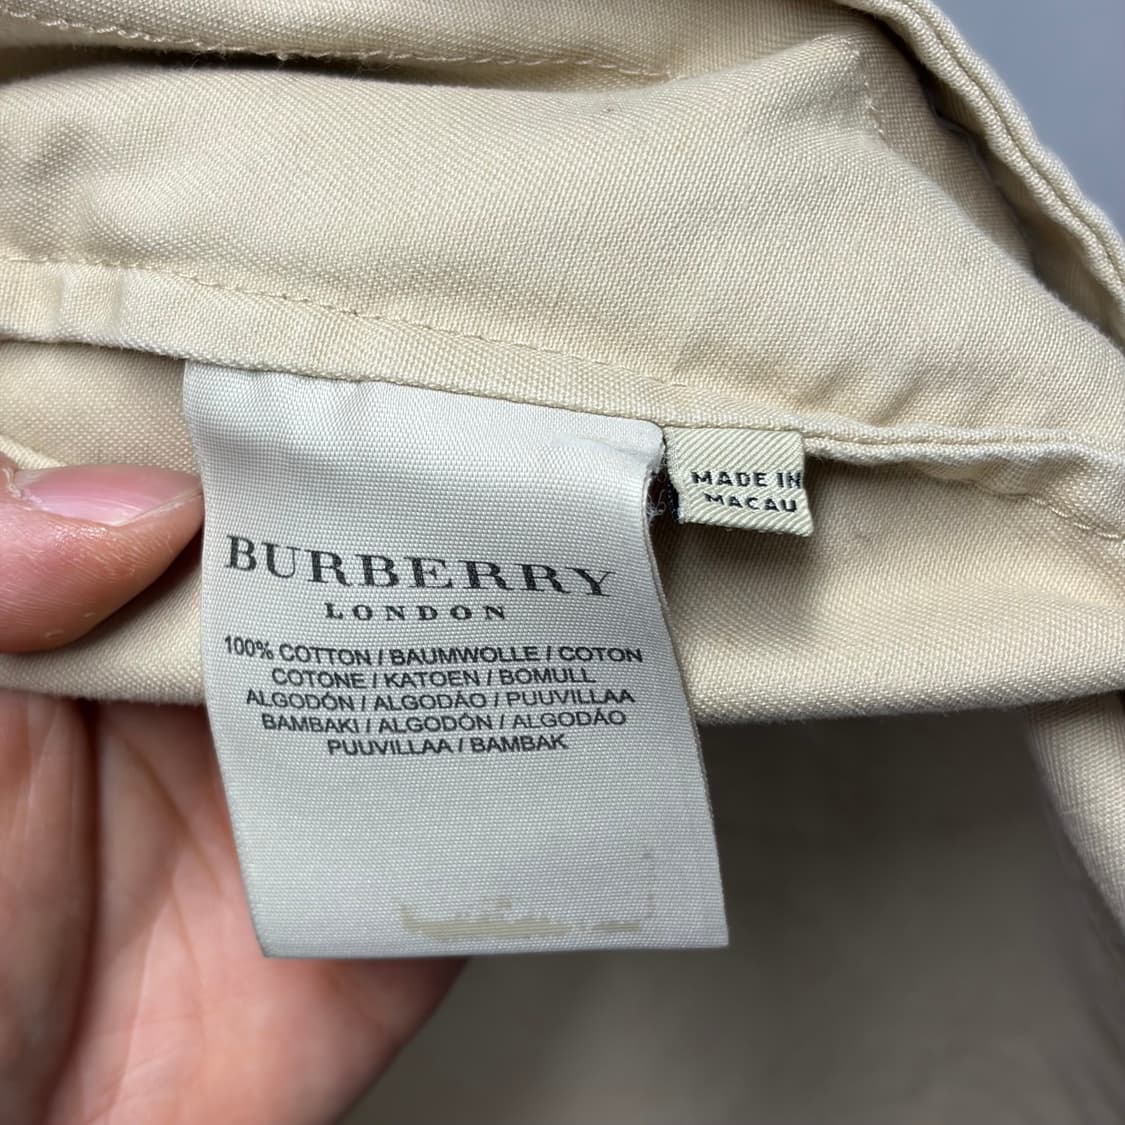 BURBERRY
LONDON
100% COTTON / BAUMWOLLE / COTON
COTONE / KATOEN / BOMULL
ALGODÓN / ALGODÃO / PUUVILLAA
BAMBAKI / ALGODÓN / ALGODÃO
PUUVILLAA / BAMBAK
MADE IN
MACAU